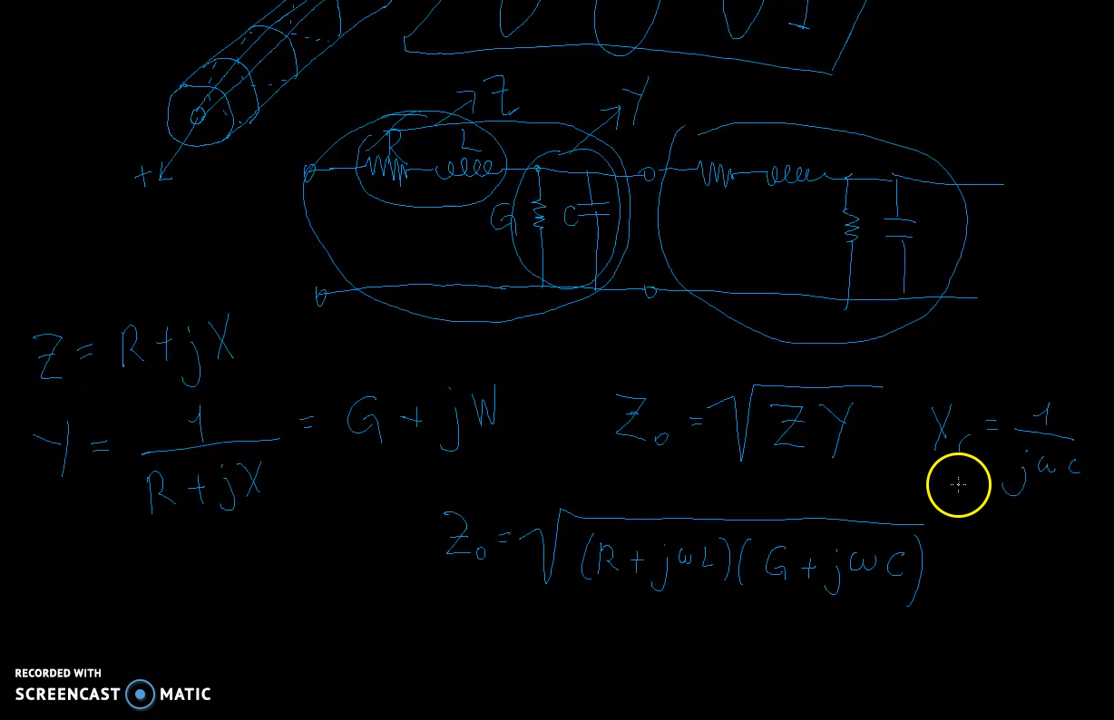 Z
Y
R L
G C
+L
Z = R + jX
Y = 1 / (R + jX) = G + jW
Z₀ = √(ZY)
X_C = 1 / (jωC)
Z₀ = √((R + jωL)(G + jωC))
RECORDED WITH
SCREENCAST MATIC